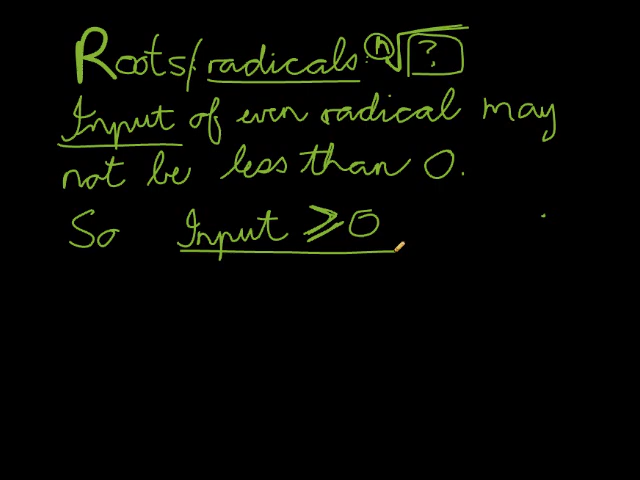 Roots/radicals: ⁿ√?
Input of even radical may
not be less than 0.
So Input ≥ 0